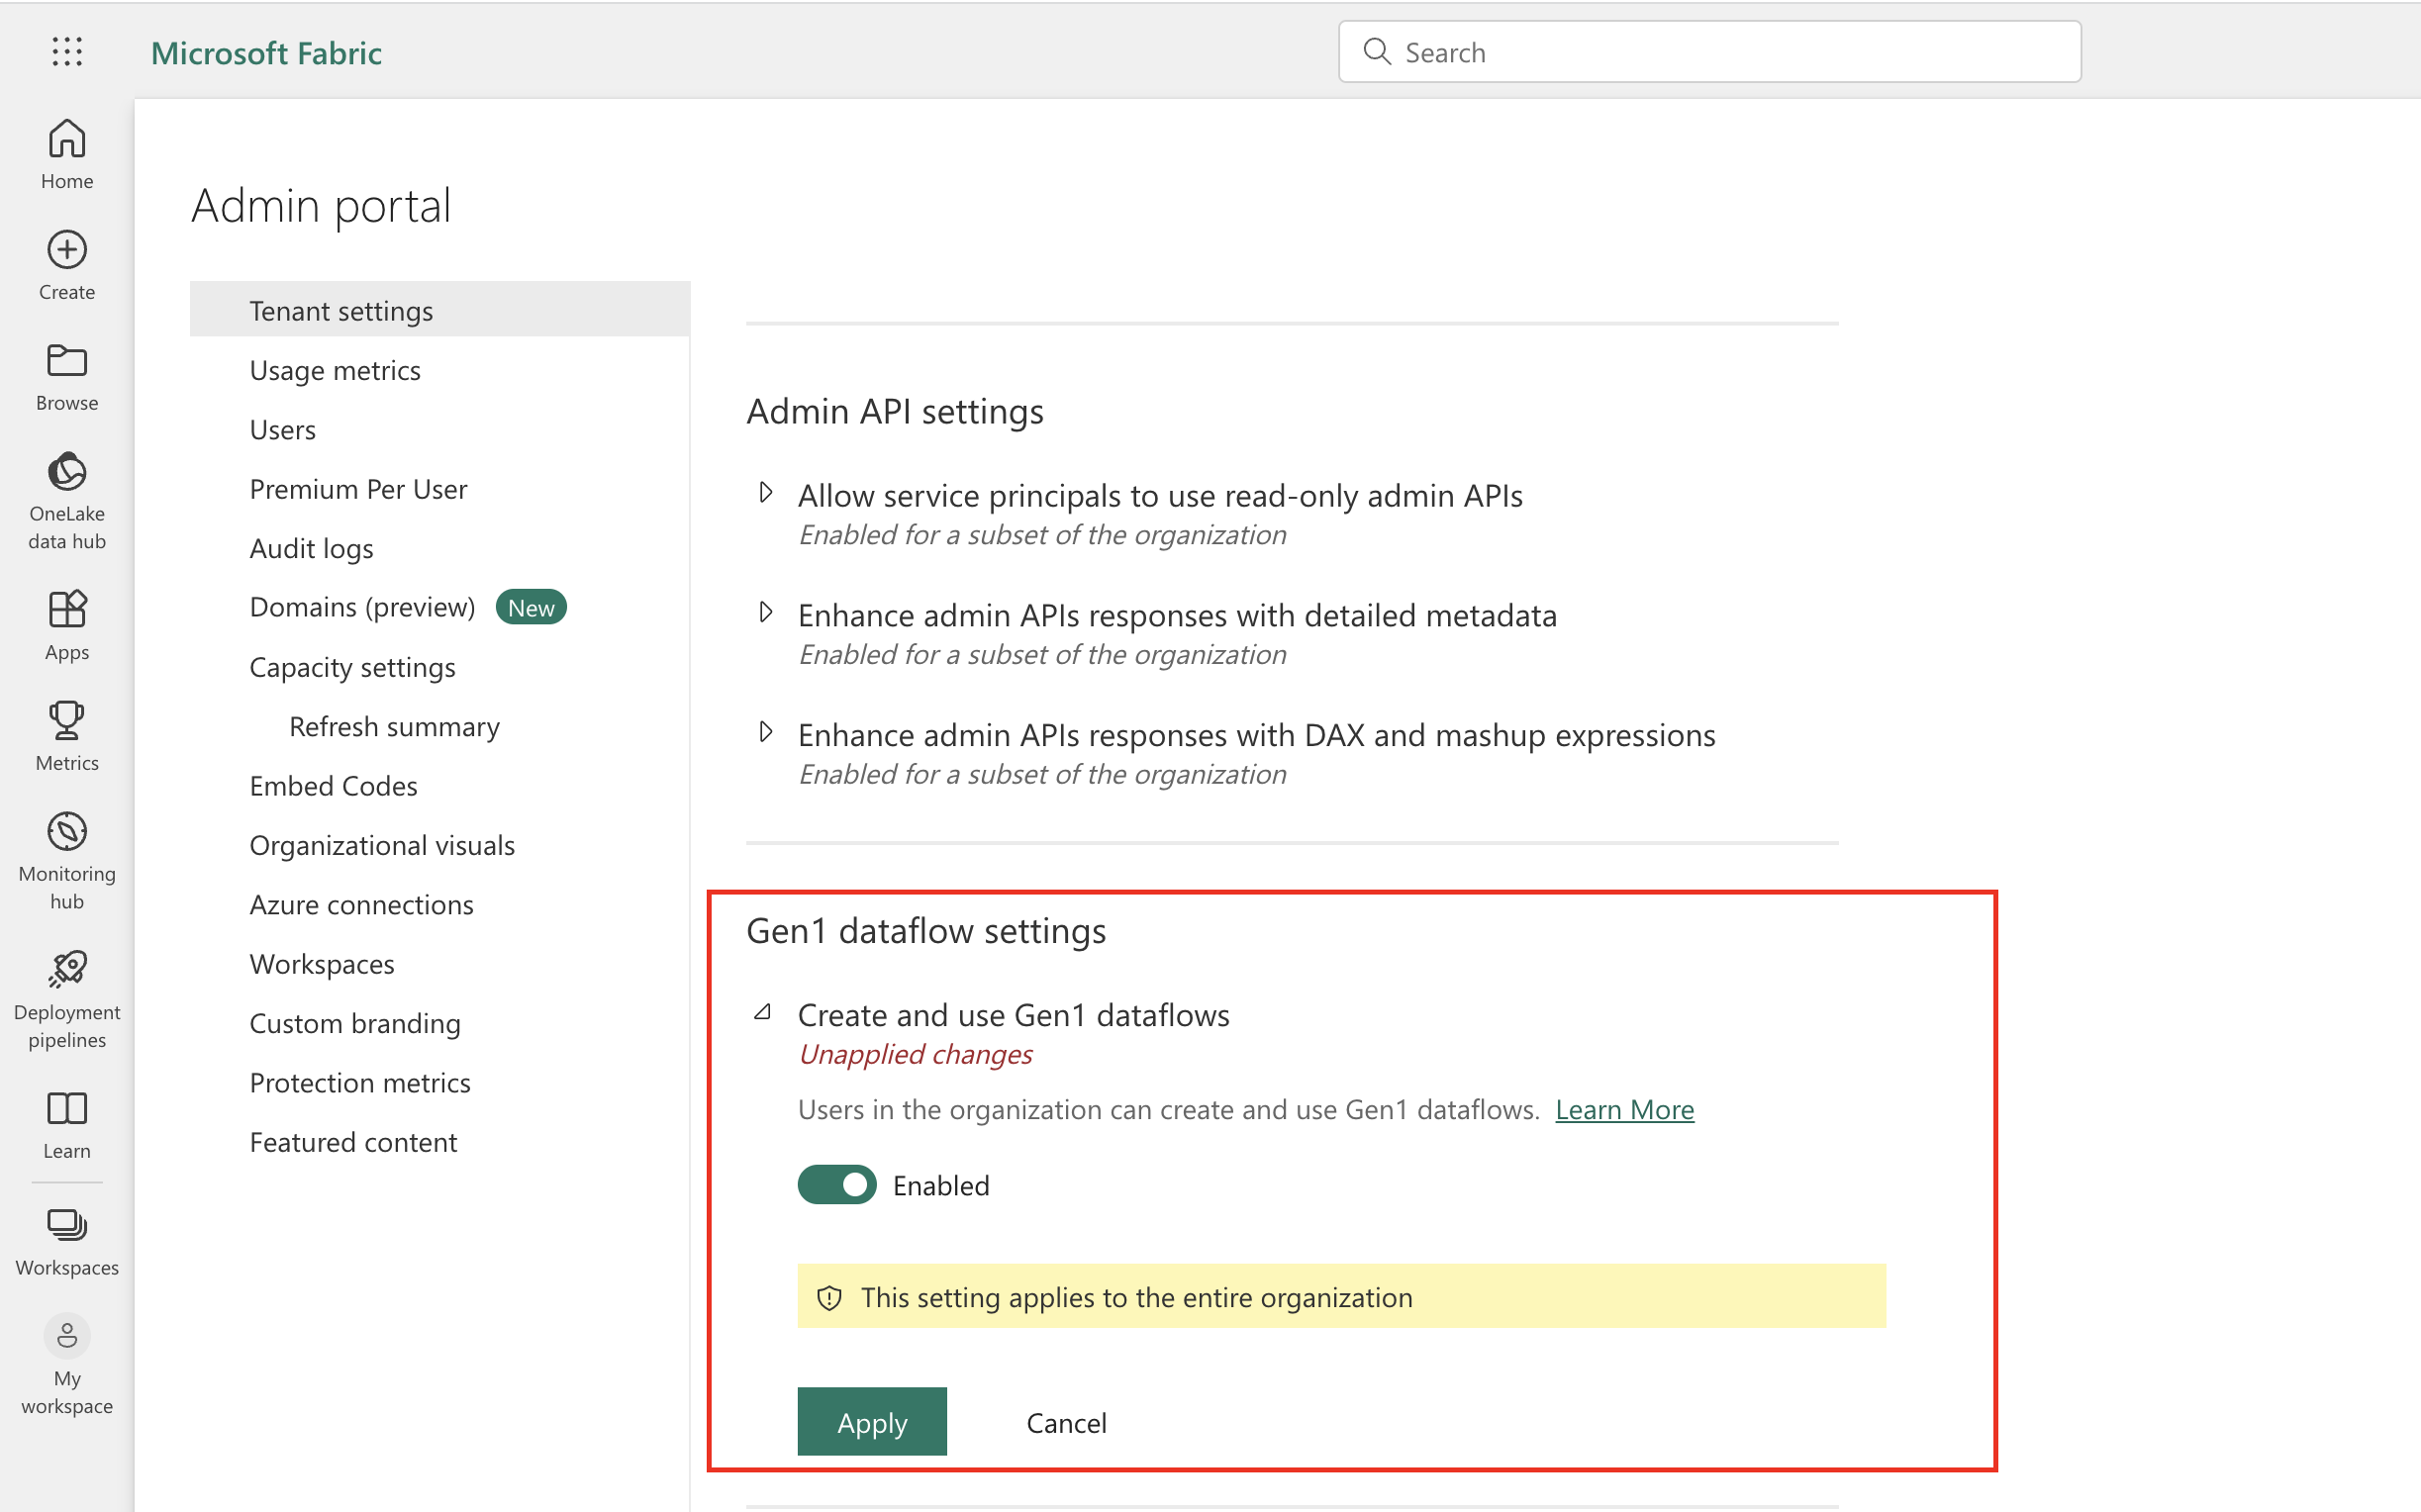 Microsoft Fabric
Search
Home
Create
Browse
OneLake
data hub
Apps
Metrics
Monitoring
hub
Deployment
pipelines
Learn
Workspaces
My
workspace
Admin portal
Tenant settings
Usage metrics
Users
Premium Per User
Audit logs
Domains (preview) New
Capacity settings
Refresh summary
Embed Codes
Organizational visuals
Azure connections
Workspaces
Custom branding
Protection metrics
Featured content
Admin API settings
Allow service principals to use read-only admin APIs
Enabled for a subset of the organization
Enhance admin APIs responses with detailed metadata
Enabled for a subset of the organization
Enhance admin APIs responses with DAX and mashup expressions
Enabled for a subset of the organization
Gen1 dataflow settings
Create and use Gen1 dataflows
Unapplied changes
Users in the organization can create and use Gen1 dataflows. Learn More
Enabled
This setting applies to the entire organization
Apply Cancel